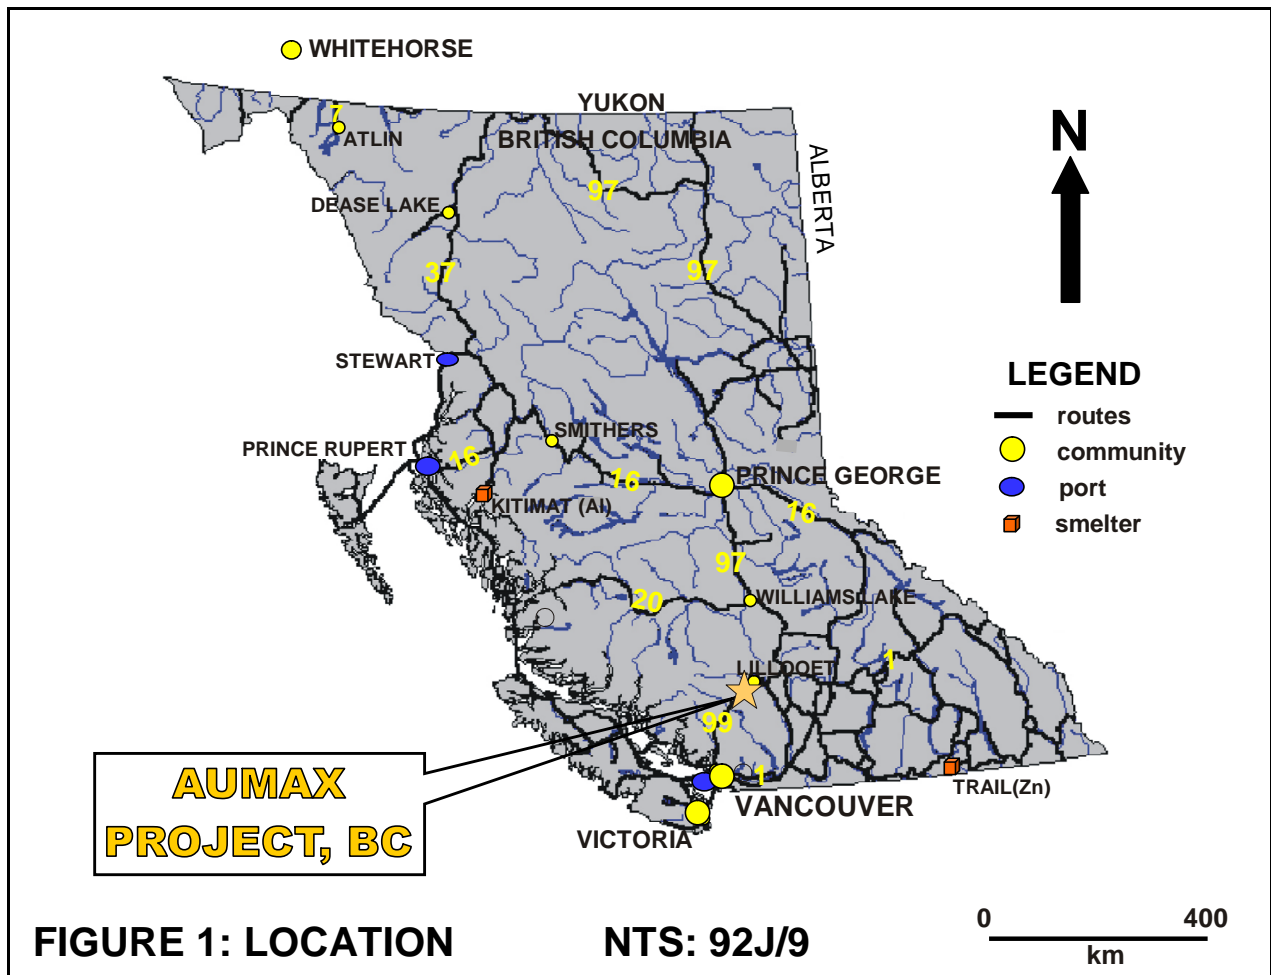 WHITEHORSE
YUKON
7
ATLIN
BRITISH COLUMBIA
ALBERTA
N
97
DEASE LAKE
37
97
STEWART
LEGEND
routes
community
port
smelter
SMITHERS
PRINCE RUPERT
16
16
PRINCE GEORGE
KITIMAT (Al)
16
97
20
WILLIAMS LAKE
1
LILLOOET
99
AUMAX
PROJECT, BC
1
VANCOUVER
TRAIL(Zn)
VICTORIA
FIGURE 1: LOCATION
NTS: 92J/9
0 400
km